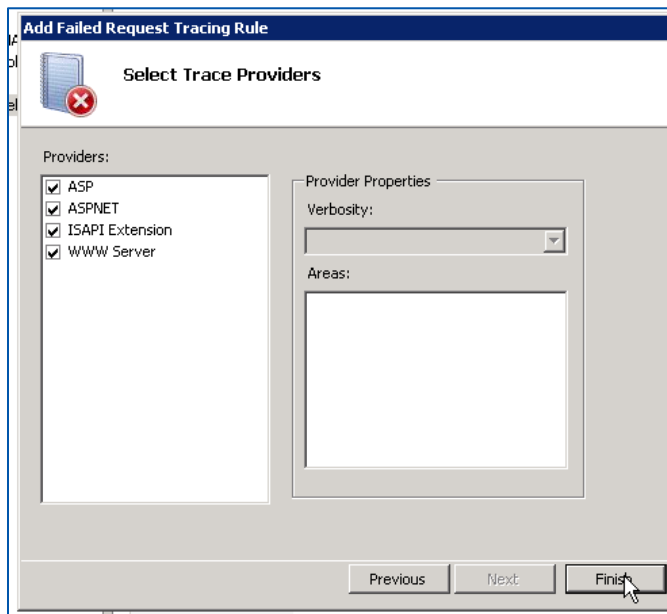 Add Failed Request Tracing Rule
Select Trace Providers
Providers:
ASP
ASPNET
ISAPI Extension
WWW Server
Provider Properties
Verbosity:
Areas:
Previous
Next
Finish